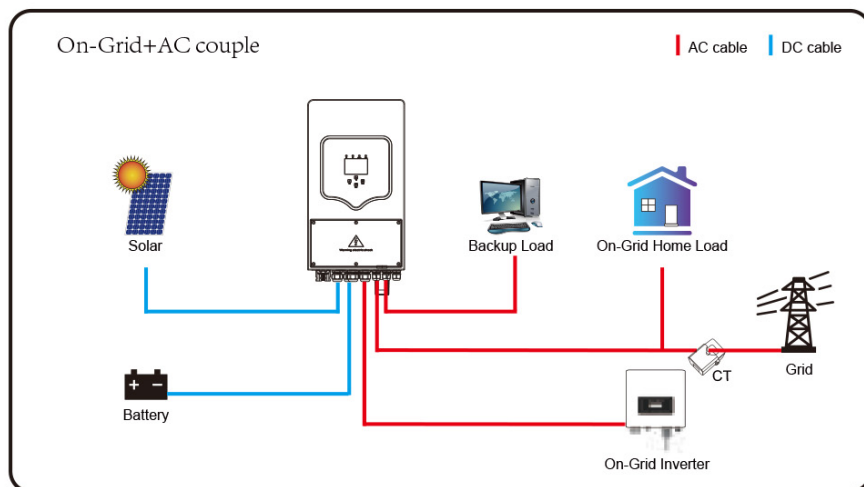 On-Grid+AC couple
AC cable
DC cable
Solar
Backup Load
On-Grid Home Load
Battery
CT
Grid
On-Grid Inverter